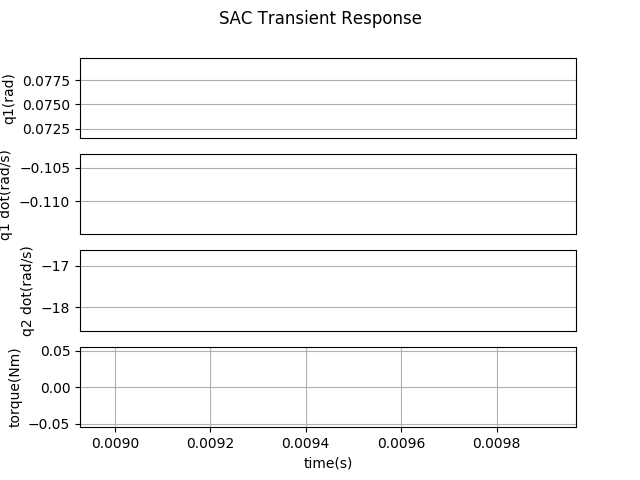 SAC Transient Response
q1(rad)
0.0775
0.0750
0.0725
q1 dot(rad/s)
−0.105
−0.110
q2 dot(rad/s)
−17
−18
torque(Nm)
0.05
0.00
−0.05
0.0090 0.0092 0.0094 0.0096 0.0098
time(s)